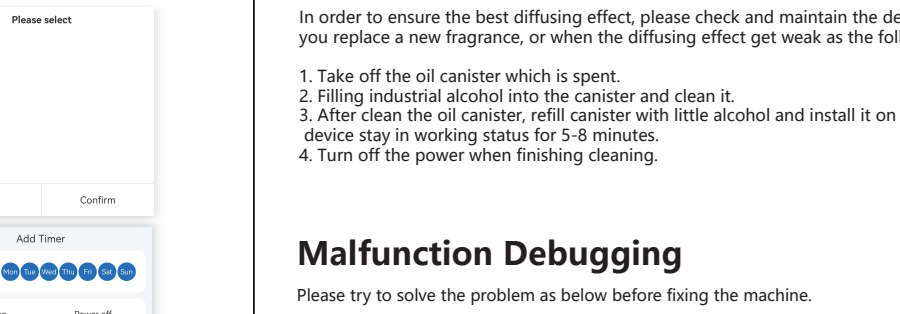 Please select
Confirm
Add Timer
Mon Tue Wed Thu Fri Sat Sun
Power off
In order to ensure the best diffusing effect, please check and maintain the
you replace a new fragrance, or when the diffusing effect get weak as the
1. Take off the oil canister which is spent.
2. Filling industrial alcohol into the canister and clean it.
3. After clean the oil canister, refill canister with little alcohol and install it on
device stay in working status for 5-8 minutes.
4. Turn off the power when finishing cleaning.
Malfunction Debugging
Please try to solve the problem as below before fixing the machine.